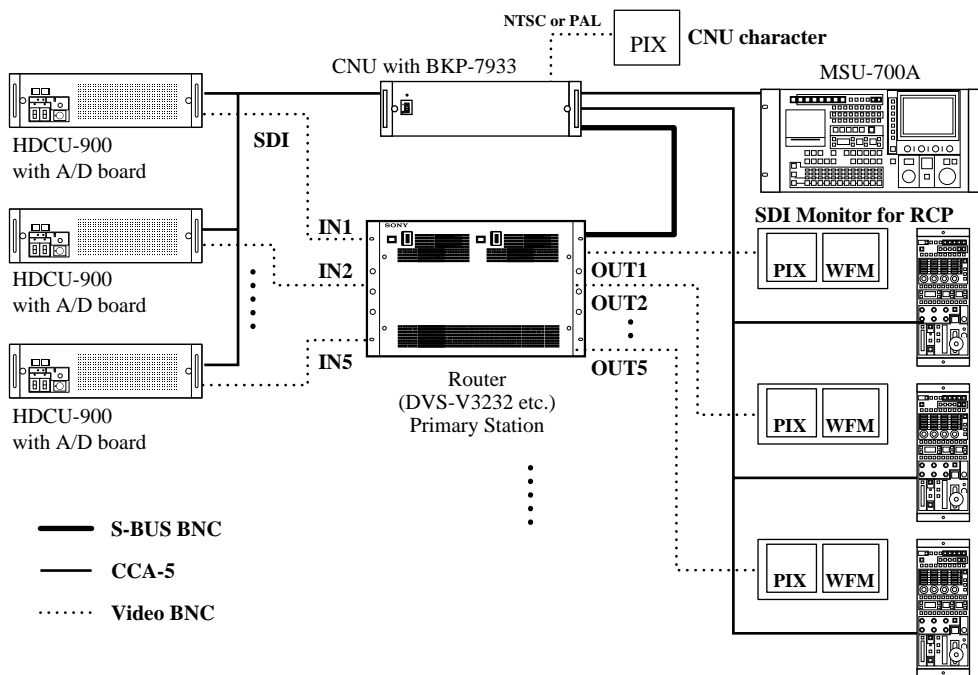 NTSC or PAL
PIX
CNU character
CNU with BKP-7933
MSU-700A
HDCU-900
with A/D board
SDI
SONY
IN1
HDCU-900
with A/D board
IN2
OUT1
OUT2
SDI Monitor for RCP
PIX
WFM
HDCU-900
with A/D board
IN5
OUT5
Router
(DVS-V3232 etc.)
Primary Station
PIX
WFM
S-BUS BNC
CCA-5
Video BNC
PIX
WFM